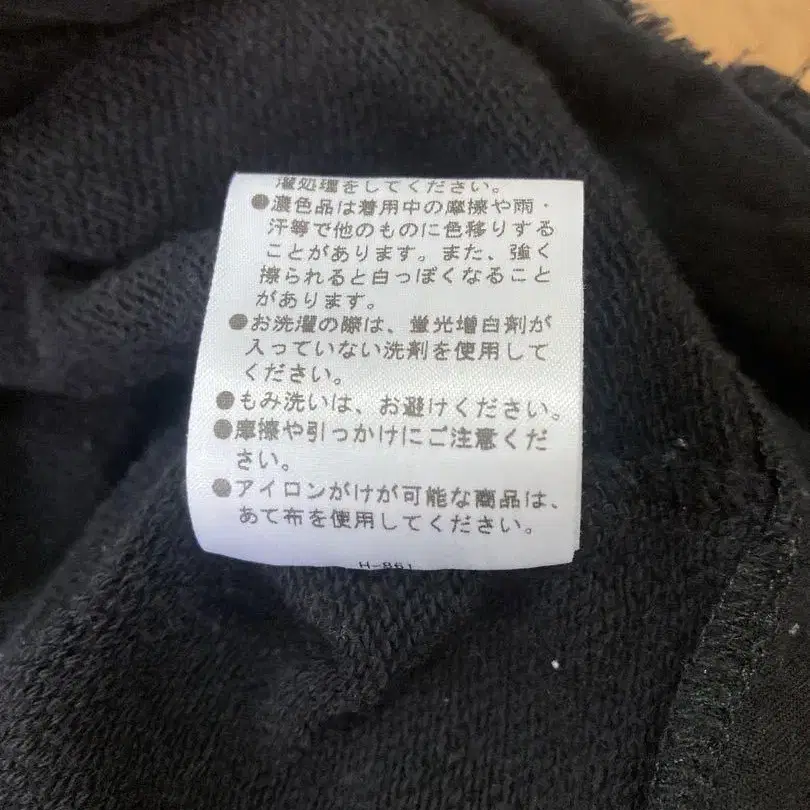 濯処理をしてください。
●濃色品は着用中の摩擦や雨・
汗等で他のものに色移りする
ことがあります。また、強く
擦られると白っぽくなること
があります。
●お洗濯の際は、蛍光増白剤が
入っていない洗剤を使用して
ください。
●もみ洗いは、お避けください。
●摩擦や引っかけにご注意くだ
さい。
●アイロンがけが可能な商品は、
あて布を使用してください。
H-861